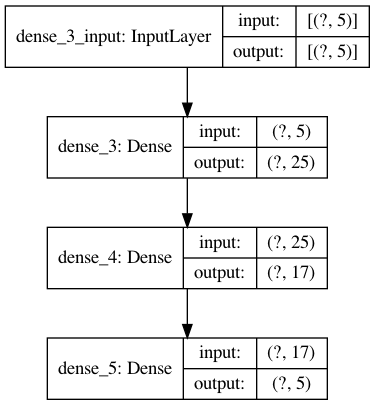 dense_3_input: InputLayer
input: [(?, 5)]
output: [(?, 5)]
dense_3: Dense
input: (?, 5)
output: (?, 25)
dense_4: Dense
input: (?, 25)
output: (?, 17)
dense_5: Dense
input: (?, 17)
output: (?, 5)